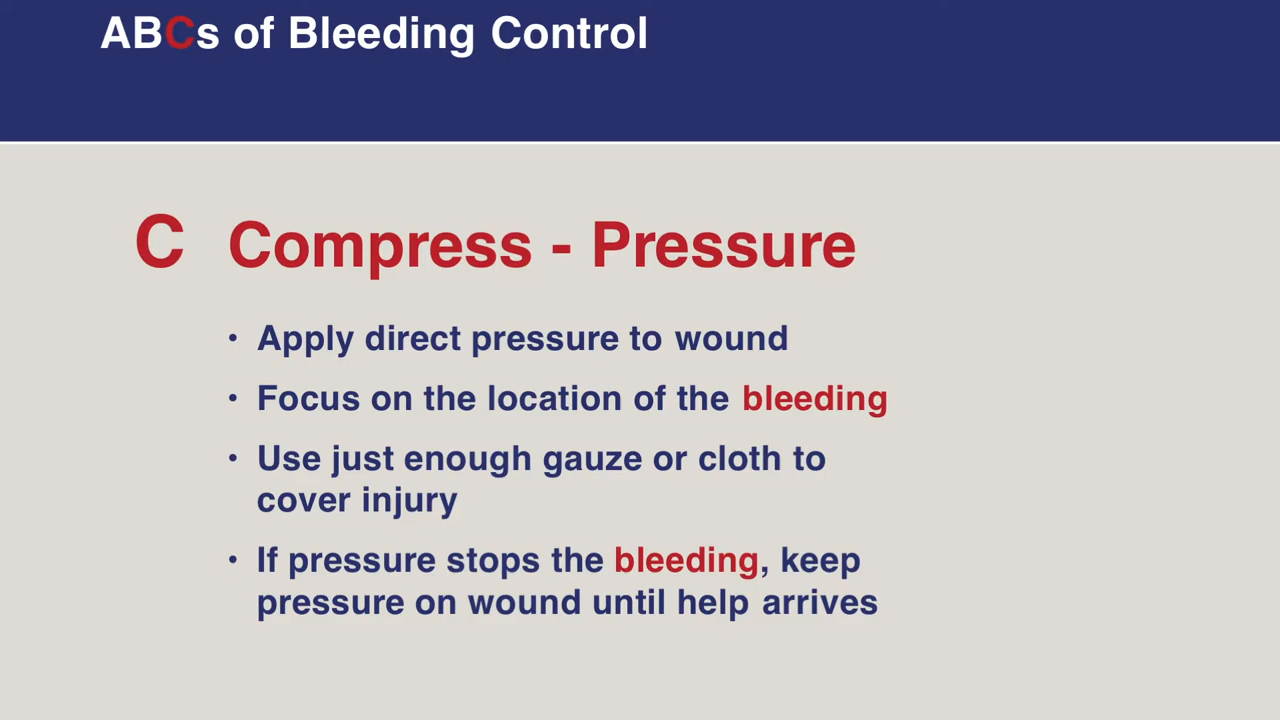 ABCs of Bleeding Control
C Compress - Pressure
• Apply direct pressure to wound
• Focus on the location of the bleeding
• Use just enough gauze or cloth to
cover injury
• If pressure stops the bleeding, keep
pressure on wound until help arrives